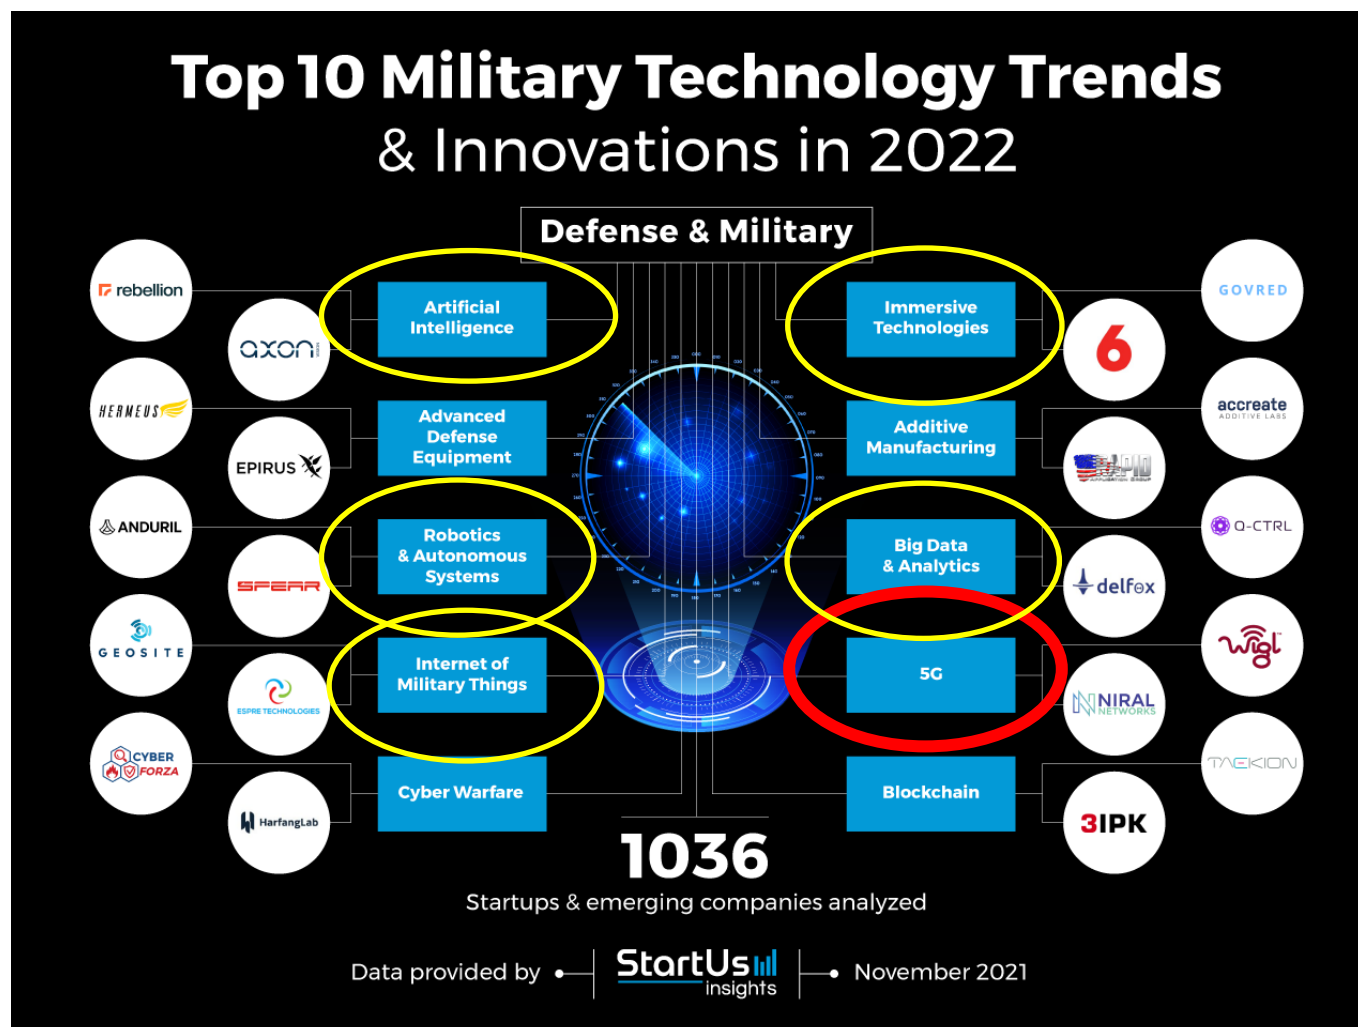 Top 10 Military Technology Trends
& Innovations in 2022
Defense & Military
rebellion
axon
Artificial
Intelligence
HERMEUS
EPIRUS
Advanced
Defense
Equipment
ANDURIL
SPEAR
Robotics
& Autonomous
Systems
GEOSITE
ESPRE TECHNOLOGIES
Internet of
Military Things
CYBER
FORZA
HarfangLab
Cyber Warfare
Immersive
Technologies
GOVRED
6
Additive
Manufacturing
accreate
ADDITIVE LABS
RAPID
APPLICATION GROUP
Big Data
& Analytics
Q-CTRL
delfox
5G
wigl
NIRAL
NETWORKS
Blockchain
TAEKION
3IPK
1036
Startups & emerging companies analyzed
Data provided by
StartUs
insights
November 2021